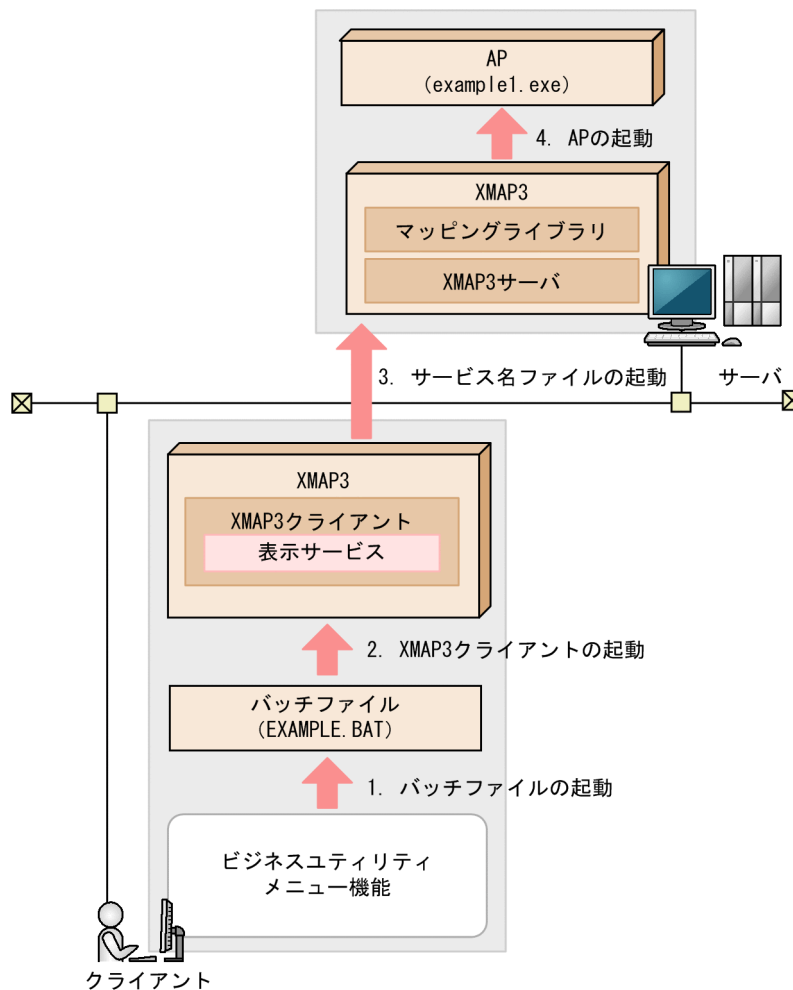 AP
(example1.exe)
4. APの起動
XMAP3
マッピングライブラリ
XMAP3サーバ
3. サービス名ファイルの起動
サーバ
XMAP3
XMAP3クライアント
表示サービス
2. XMAP3クライアントの起動
バッチファイル
(EXAMPLE.BAT)
1. バッチファイルの起動
ビジネスユティリティ
メニュー機能
クライアント